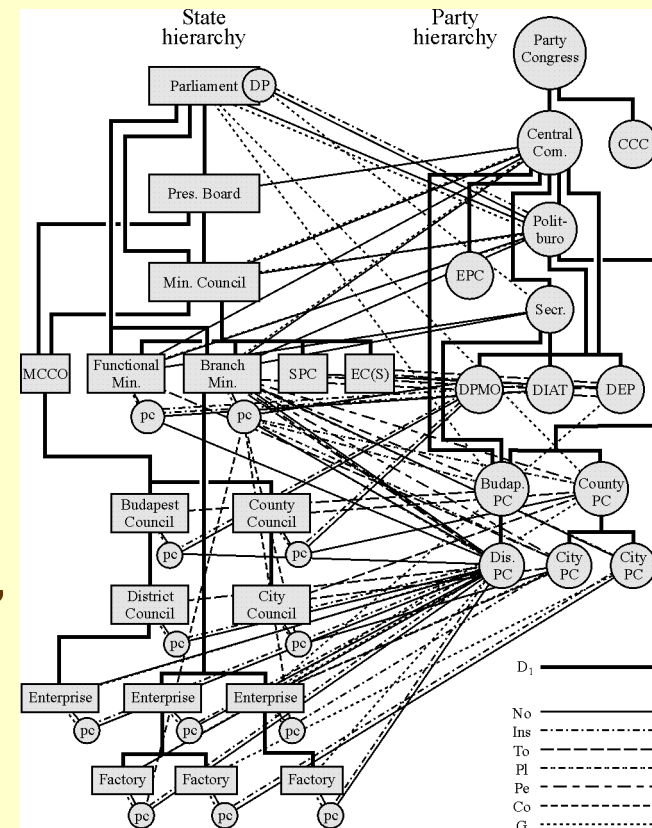 State
hierarchy
Party
hierarchy
Party
Congress
Parliament
DP
Central
Com.
CCC
Pres. Board
Polit-
buro
Min. Council
EPC
Secr.
MCCO
Functional
Min.
Branch
Min.
SPC
EC(S)
DPMO
DIAT
DEP
pc
pc
Budap.
PC
County
PC
Budapest
Council
County
Council
pc
pc
Dis.
PC
City
PC
City
PC
District
Council
City
Council
pc
pc
D1
Enterprise
Enterprise
Enterprise
pc
pc
pc
No
Ins
To
Pl
Pe
Co
G
Factory
Factory
Factory
pc
pc
pc
,